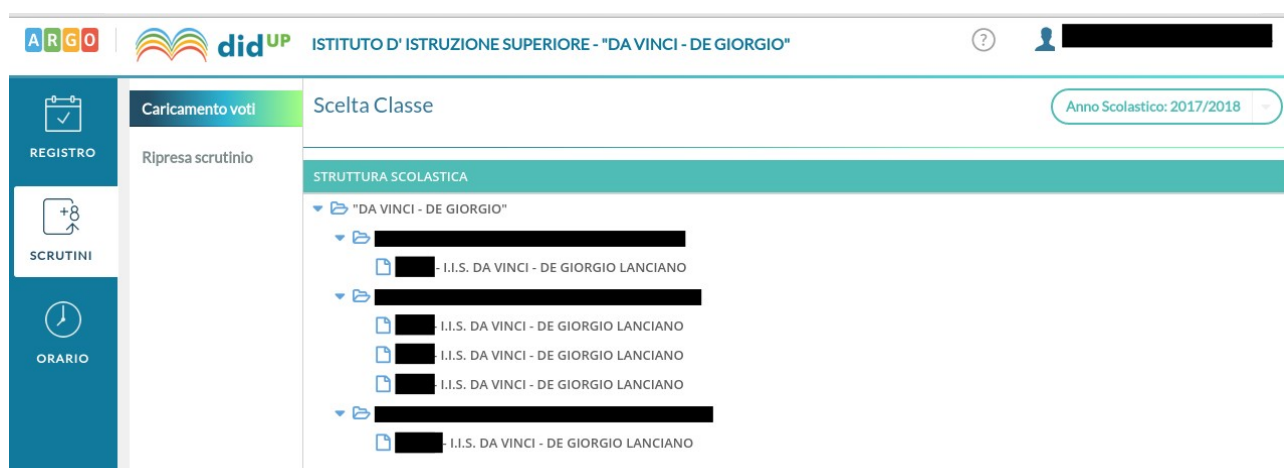 ARGO didUP ISTITUTO D' ISTRUZIONE SUPERIORE - "DA VINCI - DE GIORGIO" ?
REGISTRO
SCRUTINI
ORARIO
Caricamento voti
Ripresa scrutinio
Scelta Classe
Anno Scolastico: 2017/2018
STRUTTURA SCOLASTICA
"DA VINCI - DE GIORGIO"
- I.I.S. DA VINCI - DE GIORGIO LANCIANO
- I.I.S. DA VINCI - DE GIORGIO LANCIANO
- I.I.S. DA VINCI - DE GIORGIO LANCIANO
- I.I.S. DA VINCI - DE GIORGIO LANCIANO
- I.I.S. DA VINCI - DE GIORGIO LANCIANO